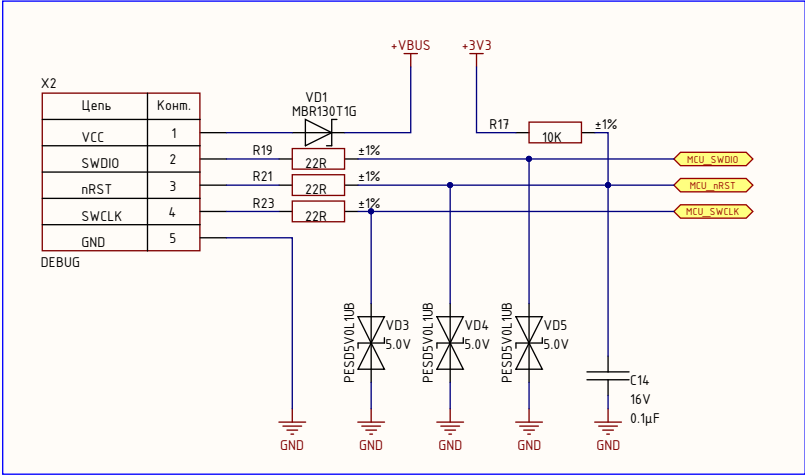 +VBUS
+3V3
X2
Цепь Конт.
VCC 1
SWDIO 2
nRST 3
SWCLK 4
GND 5
DEBUG
VD1
MBR130T1G
R17 10K ±1%
R19 22R ±1%
R21 22R ±1%
R23 22R ±1%
MCU_SWDIO
MCU_nRST
MCU_SWCLK
PESD5V0L1UB VD3
5.0V
PESD5V0L1UB VD4
5.0V
PESD5V0L1UB VD5
5.0V
C14
16V
0.1µF
GND GND GND GND GND